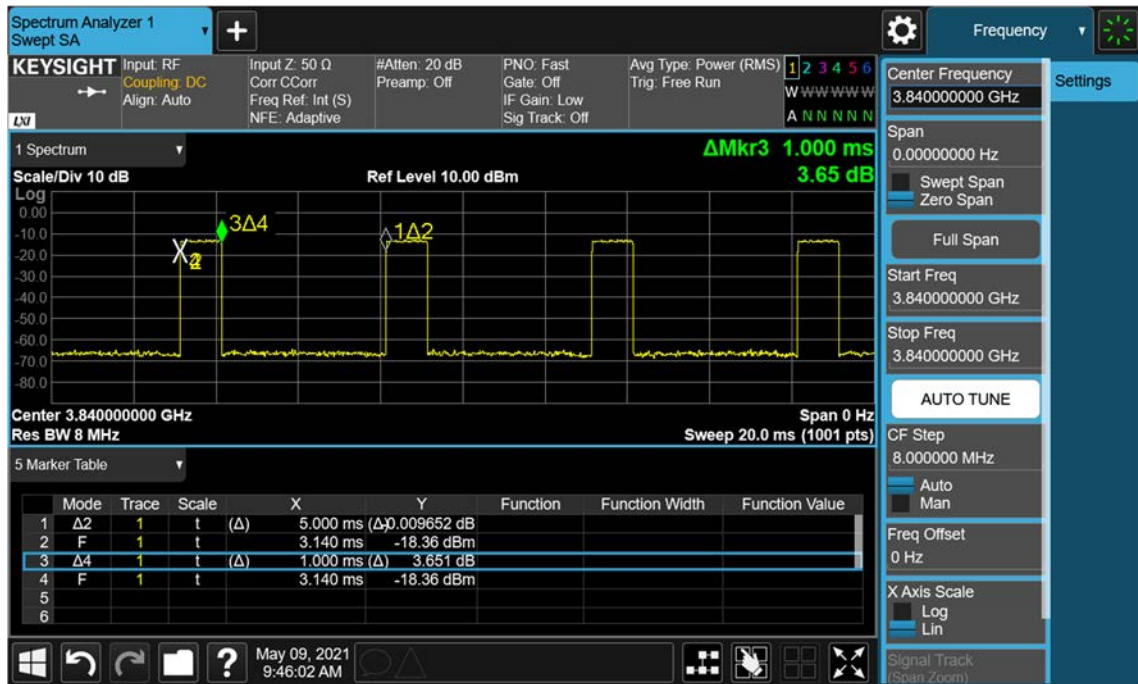 Spectrum Analyzer 1
Swept SA
+
Frequency
KEYSIGHT
LXI
Input: RF
Coupling: DC
Align: Auto
Input Z: 50 Ω
Corr CCorr
Freq Ref: Int (S)
NFE: Adaptive
#Atten: 20 dB
Preamp: Off
PNO: Fast
Gate: Off
IF Gain: Low
Sig Track: Off
Avg Type: Power (RMS)
Trig: Free Run
1 2 3 4 5 6
W W W W W W
A N N N N N
1 Spectrum
Scale/Div 10 dB
Ref Level 10.00 dBm
ΔMkr3 1.000 ms
3.65 dB
Log
0.00
-10.0
-20.0
-30.0
-40.0
-50.0
-60.0
-70.0
-80.0
3Δ4
1Δ2
Center 3.840000000 GHz
Span 0 Hz
Res BW 8 MHz
Sweep 20.0 ms (1001 pts)
5 Marker Table
Mode Trace Scale X Y Function Function Width Function Value
1 Δ2 1 t (Δ) 5.000 ms (Δ) -0.009652 dB
2 F 1 t 3.140 ms -18.36 dBm
3 Δ4 1 t (Δ) 1.000 ms (Δ) 3.651 dB
4 F 1 t 3.140 ms -18.36 dBm
5
6
?
May 09, 2021
9:46:02 AM
Center Frequency
3.840000000 GHz
Settings
Span
0.00000000 Hz
Swept Span
Zero Span
Full Span
Start Freq
3.840000000 GHz
Stop Freq
3.840000000 GHz
AUTO TUNE
CF Step
8.000000 MHz
Auto
Man
Freq Offset
0 Hz
X Axis Scale
Log
Lin
Signal Track
(Span Zoom)